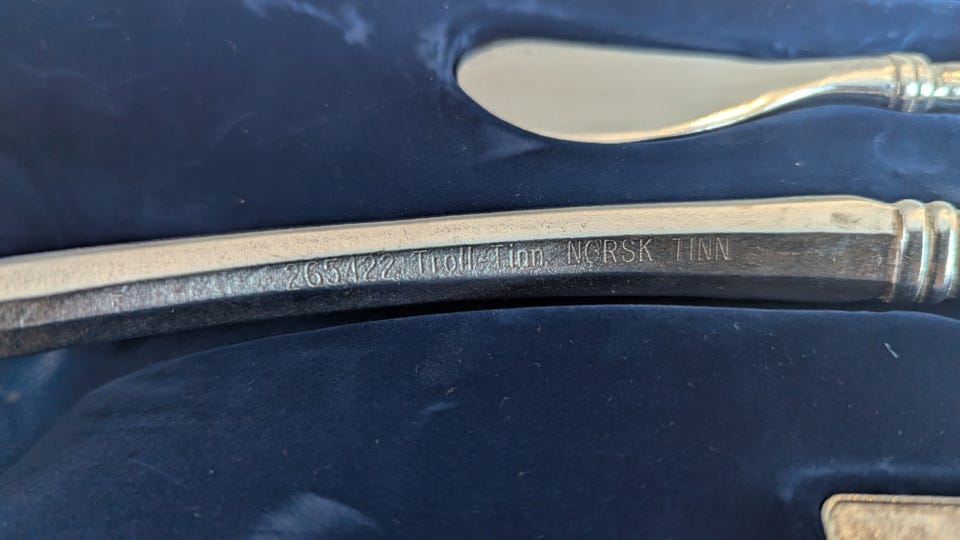 265422. Troll-Tinn. NORSK TINN